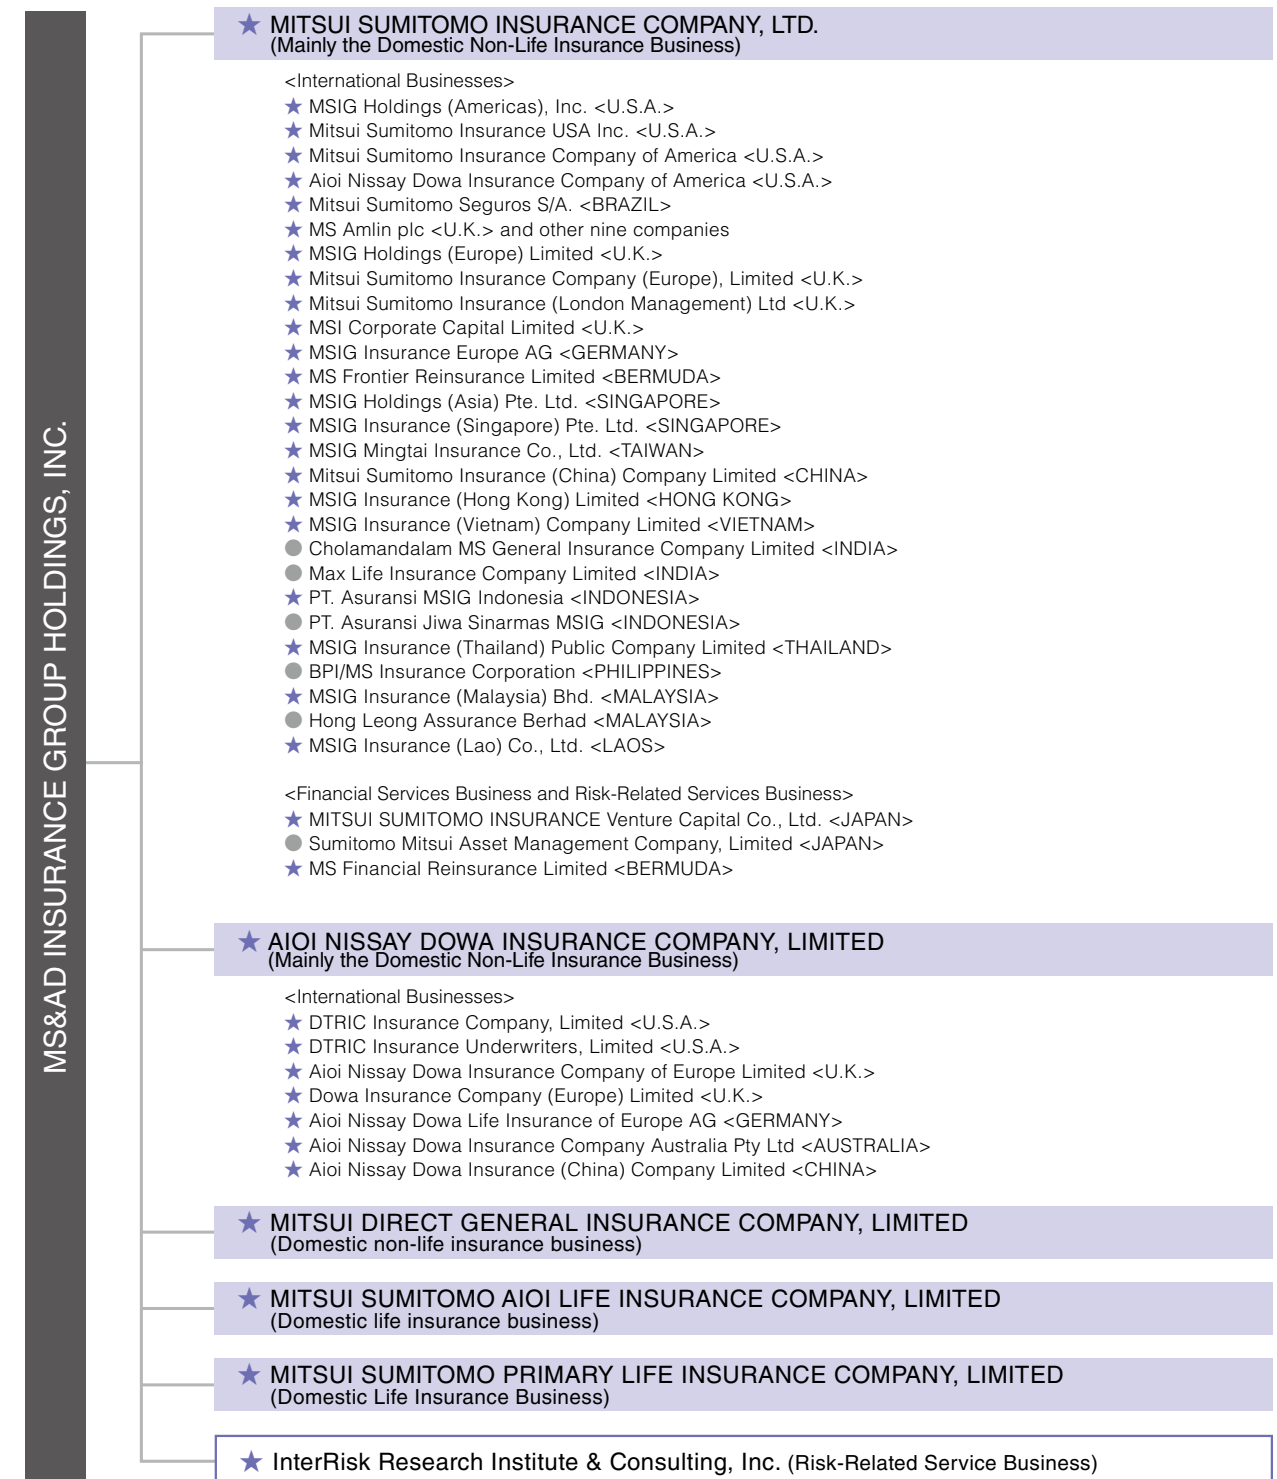 MS&AD INSURANCE GROUP HOLDINGS, INC.
★ MITSUI SUMITOMO INSURANCE COMPANY, LTD.
(Mainly the Domestic Non-Life Insurance Business)
<International Businesses>
★ MSIG Holdings (Americas), Inc. <U.S.A.>
★ Mitsui Sumitomo Insurance USA Inc. <U.S.A.>
★ Mitsui Sumitomo Insurance Company of America <U.S.A.>
★ Aioi Nissay Dowa Insurance Company of America <U.S.A.>
★ Mitsui Sumitomo Seguros S/A. <BRAZIL>
★ MS Amlin plc <U.K.> and other nine companies
★ MSIG Holdings (Europe) Limited <U.K.>
★ Mitsui Sumitomo Insurance Company (Europe), Limited <U.K.>
★ Mitsui Sumitomo Insurance (London Management) Ltd <U.K.>
★ MSI Corporate Capital Limited <U.K.>
★ MSIG Insurance Europe AG <GERMANY>
★ MS Frontier Reinsurance Limited <BERMUDA>
★ MSIG Holdings (Asia) Pte. Ltd. <SINGAPORE>
★ MSIG Insurance (Singapore) Pte. Ltd. <SINGAPORE>
★ MSIG Mingtai Insurance Co., Ltd. <TAIWAN>
★ Mitsui Sumitomo Insurance (China) Company Limited <CHINA>
★ MSIG Insurance (Hong Kong) Limited <HONG KONG>
★ MSIG Insurance (Vietnam) Company Limited <VIETNAM>
● Cholamandalam MS General Insurance Company Limited <INDIA>
● Max Life Insurance Company Limited <INDIA>
★ PT. Asuransi MSIG Indonesia <INDONESIA>
● PT. Asuransi Jiwa Sinarmas MSIG <INDONESIA>
★ MSIG Insurance (Thailand) Public Company Limited <THAILAND>
● BPI/MS Insurance Corporation <PHILIPPINES>
★ MSIG Insurance (Malaysia) Bhd. <MALAYSIA>
● Hong Leong Assurance Berhad <MALAYSIA>
★ MSIG Insurance (Lao) Co., Ltd. <LAOS>
<Financial Services Business and Risk-Related Services Business>
★ MITSUI SUMITOMO INSURANCE Venture Capital Co., Ltd. <JAPAN>
● Sumitomo Mitsui Asset Management Company, Limited <JAPAN>
★ MS Financial Reinsurance Limited <BERMUDA>
★ AIOI NISSAY DOWA INSURANCE COMPANY, LIMITED
(Mainly the Domestic Non-Life Insurance Business)
<International Businesses>
★ DTRIC Insurance Company, Limited <U.S.A.>
★ DTRIC Insurance Underwriters, Limited <U.S.A.>
★ Aioi Nissay Dowa Insurance Company of Europe Limited <U.K.>
★ Dowa Insurance Company (Europe) Limited <U.K.>
★ Aioi Nissay Dowa Life Insurance of Europe AG <GERMANY>
★ Aioi Nissay Dowa Insurance Company Australia Pty Ltd <AUSTRALIA>
★ Aioi Nissay Dowa Insurance (China) Company Limited <CHINA>
★ MITSUI DIRECT GENERAL INSURANCE COMPANY, LIMITED
(Domestic non-life insurance business)
★ MITSUI SUMITOMO AIOI LIFE INSURANCE COMPANY, LIMITED
(Domestic life insurance business)
★ MITSUI SUMITOMO PRIMARY LIFE INSURANCE COMPANY, LIMITED
(Domestic Life Insurance Business)
★ InterRisk Research Institute & Consulting, Inc. (Risk-Related Service Business)